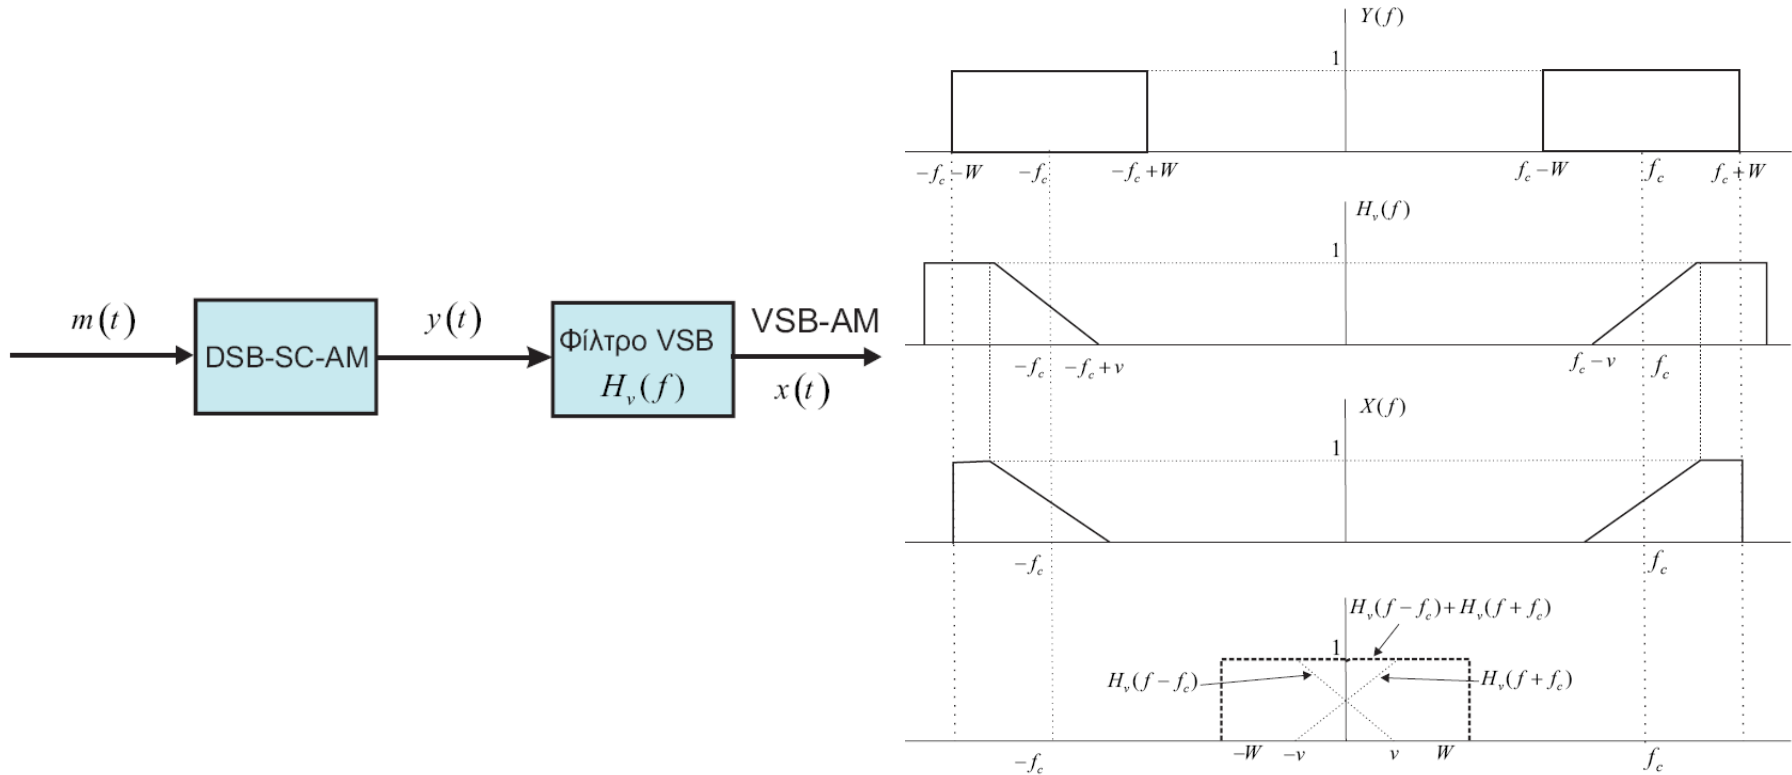 m(t)
DSB-SC-AM
y(t)
Φίλτρο VSB
H_v(f)
VSB-AM
x(t)
Y(f)
1
−f_c−W
−f_c
−f_c+W
f_c−W
f_c
f_c+W
H_v(f)
1
−f_c
−f_c+v
f_c−v
f_c
X(f)
1
−f_c
f_c
H_v(f−f_c)+H_v(f+f_c)
1
H_v(f−f_c)
H_v(f+f_c)
−W
−v
v
W
−f_c
f_c